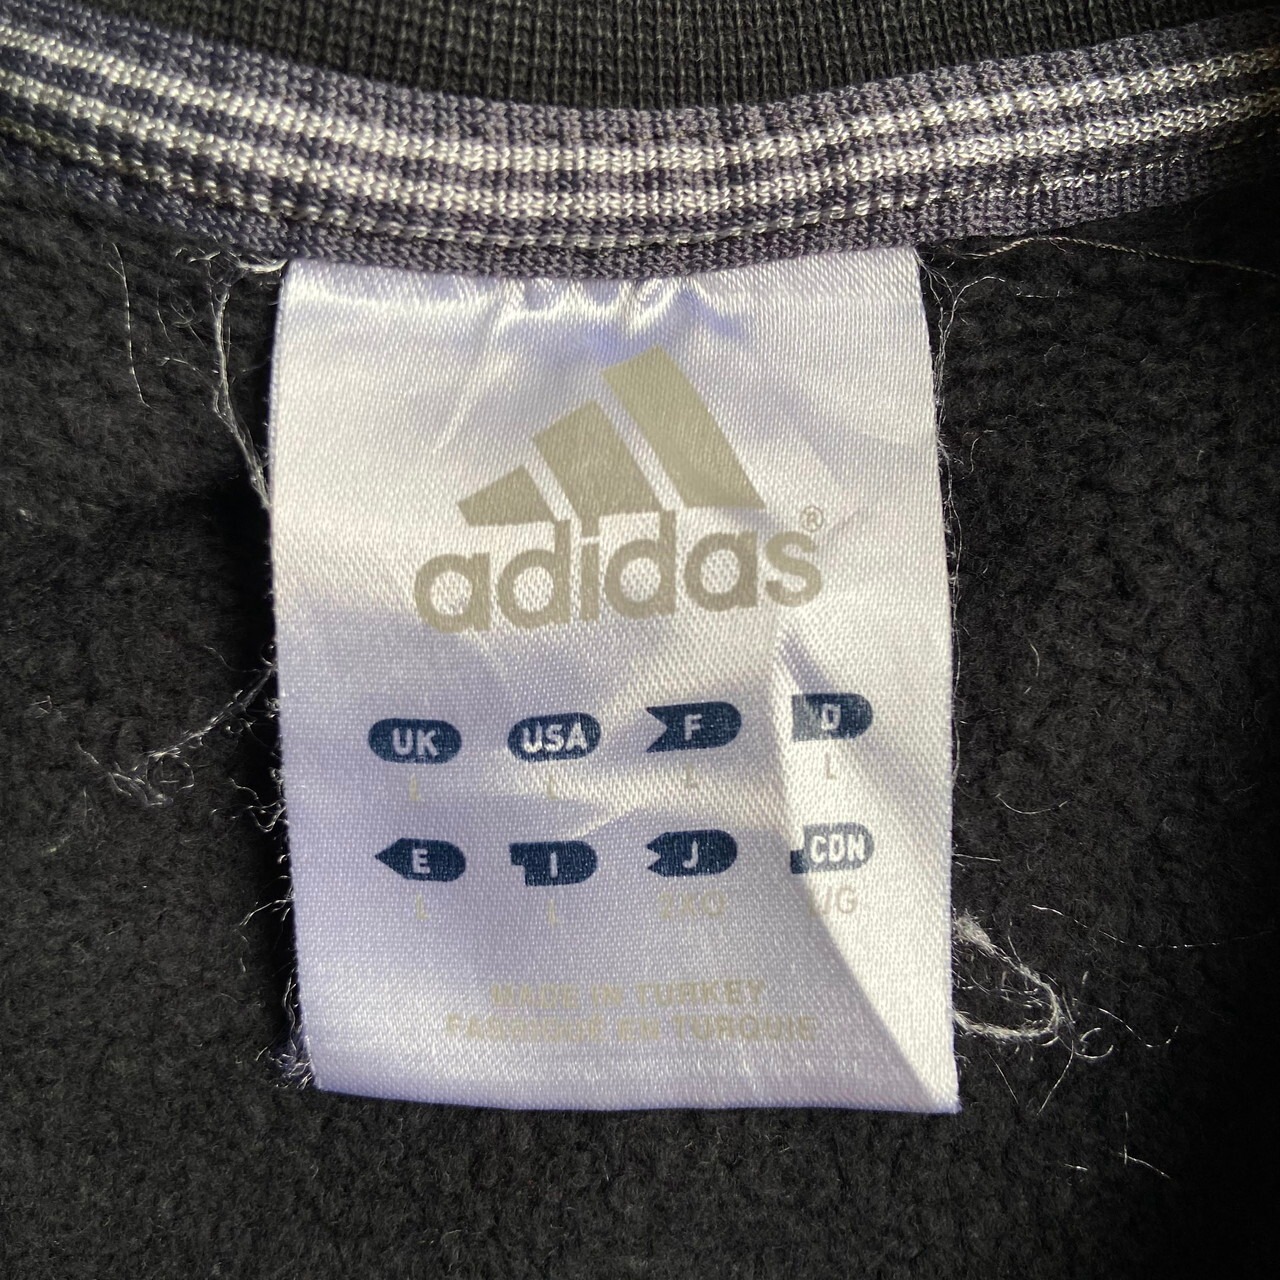 adidas®
UK USA F D
L L L L
E I J CDN
L L 2XO /G
MADE IN TURKEY
FABRIQUÉ EN TURQUIE